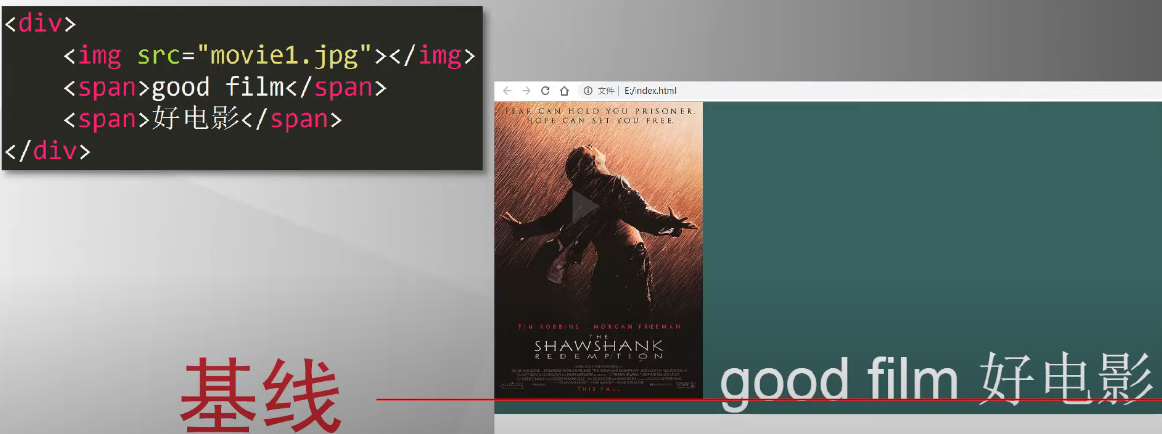 <div>
<img src="movie1.jpg"></img>
<span>good film</span>
<span>好电影</span>
</div>
文件 | E:/index.html
FEAR CAN HOLD YOU PRISONER.
HOPE CAN SET YOU FREE.
TIM ROBBINS MORGAN FREEMAN
THE
SHAWSHANK
REDEMPTION
THIS FALL
good film 好电影
基线